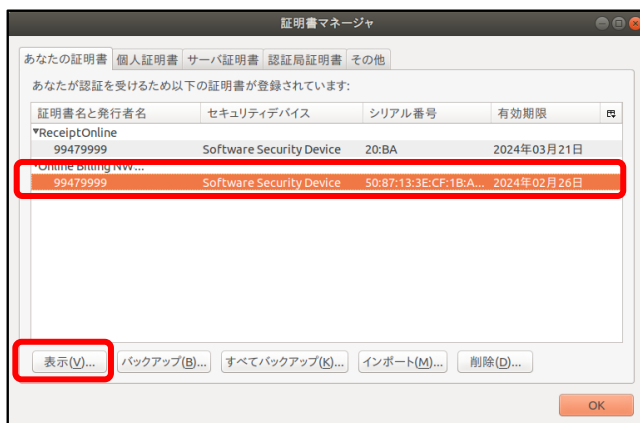 証明書マネージャ
あなたの証明書 個人証明書 サーバ証明書 認証局証明書 その他
あなたが認証を受けるため以下の証明書が登録されています:
証明書名と発行者名 セキュリティデバイス シリアル番号 有効期限
▼ReceiptOnline
99479999 Software Security Device 20:BA 2024年03月21日
Online Billing NW...
99479999 Software Security Device 50:87:13:3E:CF:1B:A... 2024年02月26日
表示(V)... バックアップ(B)... すべてバックアップ(K)... インポート(M)... 削除(D)...
OK